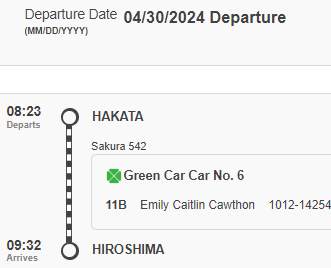 Departure Date 04/30/2024 Departure
(MM/DD/YYYY)
08:23 HAKATA
Departs
Sakura 542
Green Car Car No. 6
11B Emily Caitlin Cawthon 1012-14254
09:32 HIROSHIMA
Arrives